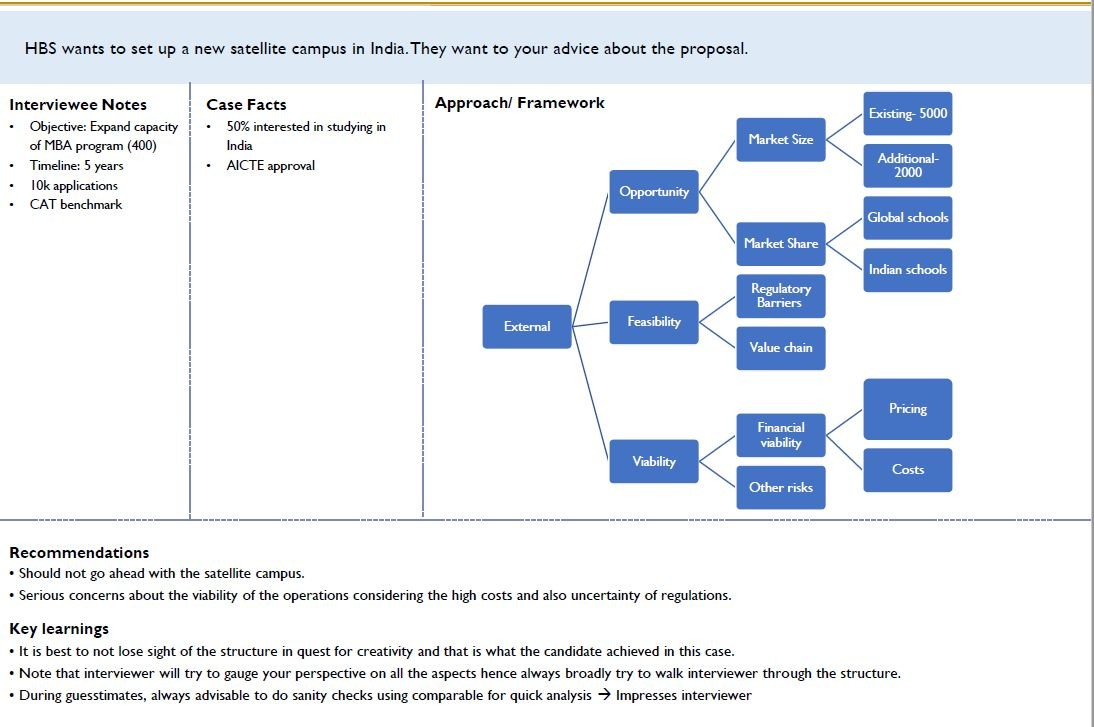 HBS wants to set up a new satellite campus in India. They want to your advice about the proposal.
Interviewee Notes
• Objective: Expand capacity
of MBA program (400)
• Timeline: 5 years
• 10k applications
• CAT benchmark
Case Facts
• 50% interested in studying in
India
• AICTE approval
Approach/ Framework
External
Opportunity
Market Size
Existing- 5000
Additional-
2000
Market Share
Global schools
Indian schools
Feasibility
Regulatory
Barriers
Value chain
Viability
Financial
viability
Pricing
Costs
Other risks
Recommendations
• Should not go ahead with the satellite campus.
• Serious concerns about the viability of the operations considering the high costs and also uncertainty of regulations.
Key learnings
• It is best to not lose sight of the structure in quest for creativity and that is what the candidate achieved in this case.
• Note that interviewer will try to gauge your perspective on all the aspects hence always broadly try to walk interviewer through the structure.
• During guesstimates, always advisable to do sanity checks using comparable for quick analysis → Impresses interviewer